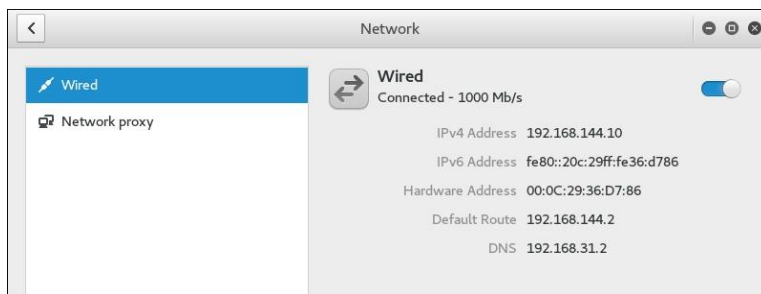 Network
Wired
Network proxy
Wired
Connected - 1000 Mb/s
IPv4 Address 192.168.144.10
IPv6 Address fe80::20c:29ff:fe36:d786
Hardware Address 00:0C:29:36:D7:86
Default Route 192.168.144.2
DNS 192.168.31.2